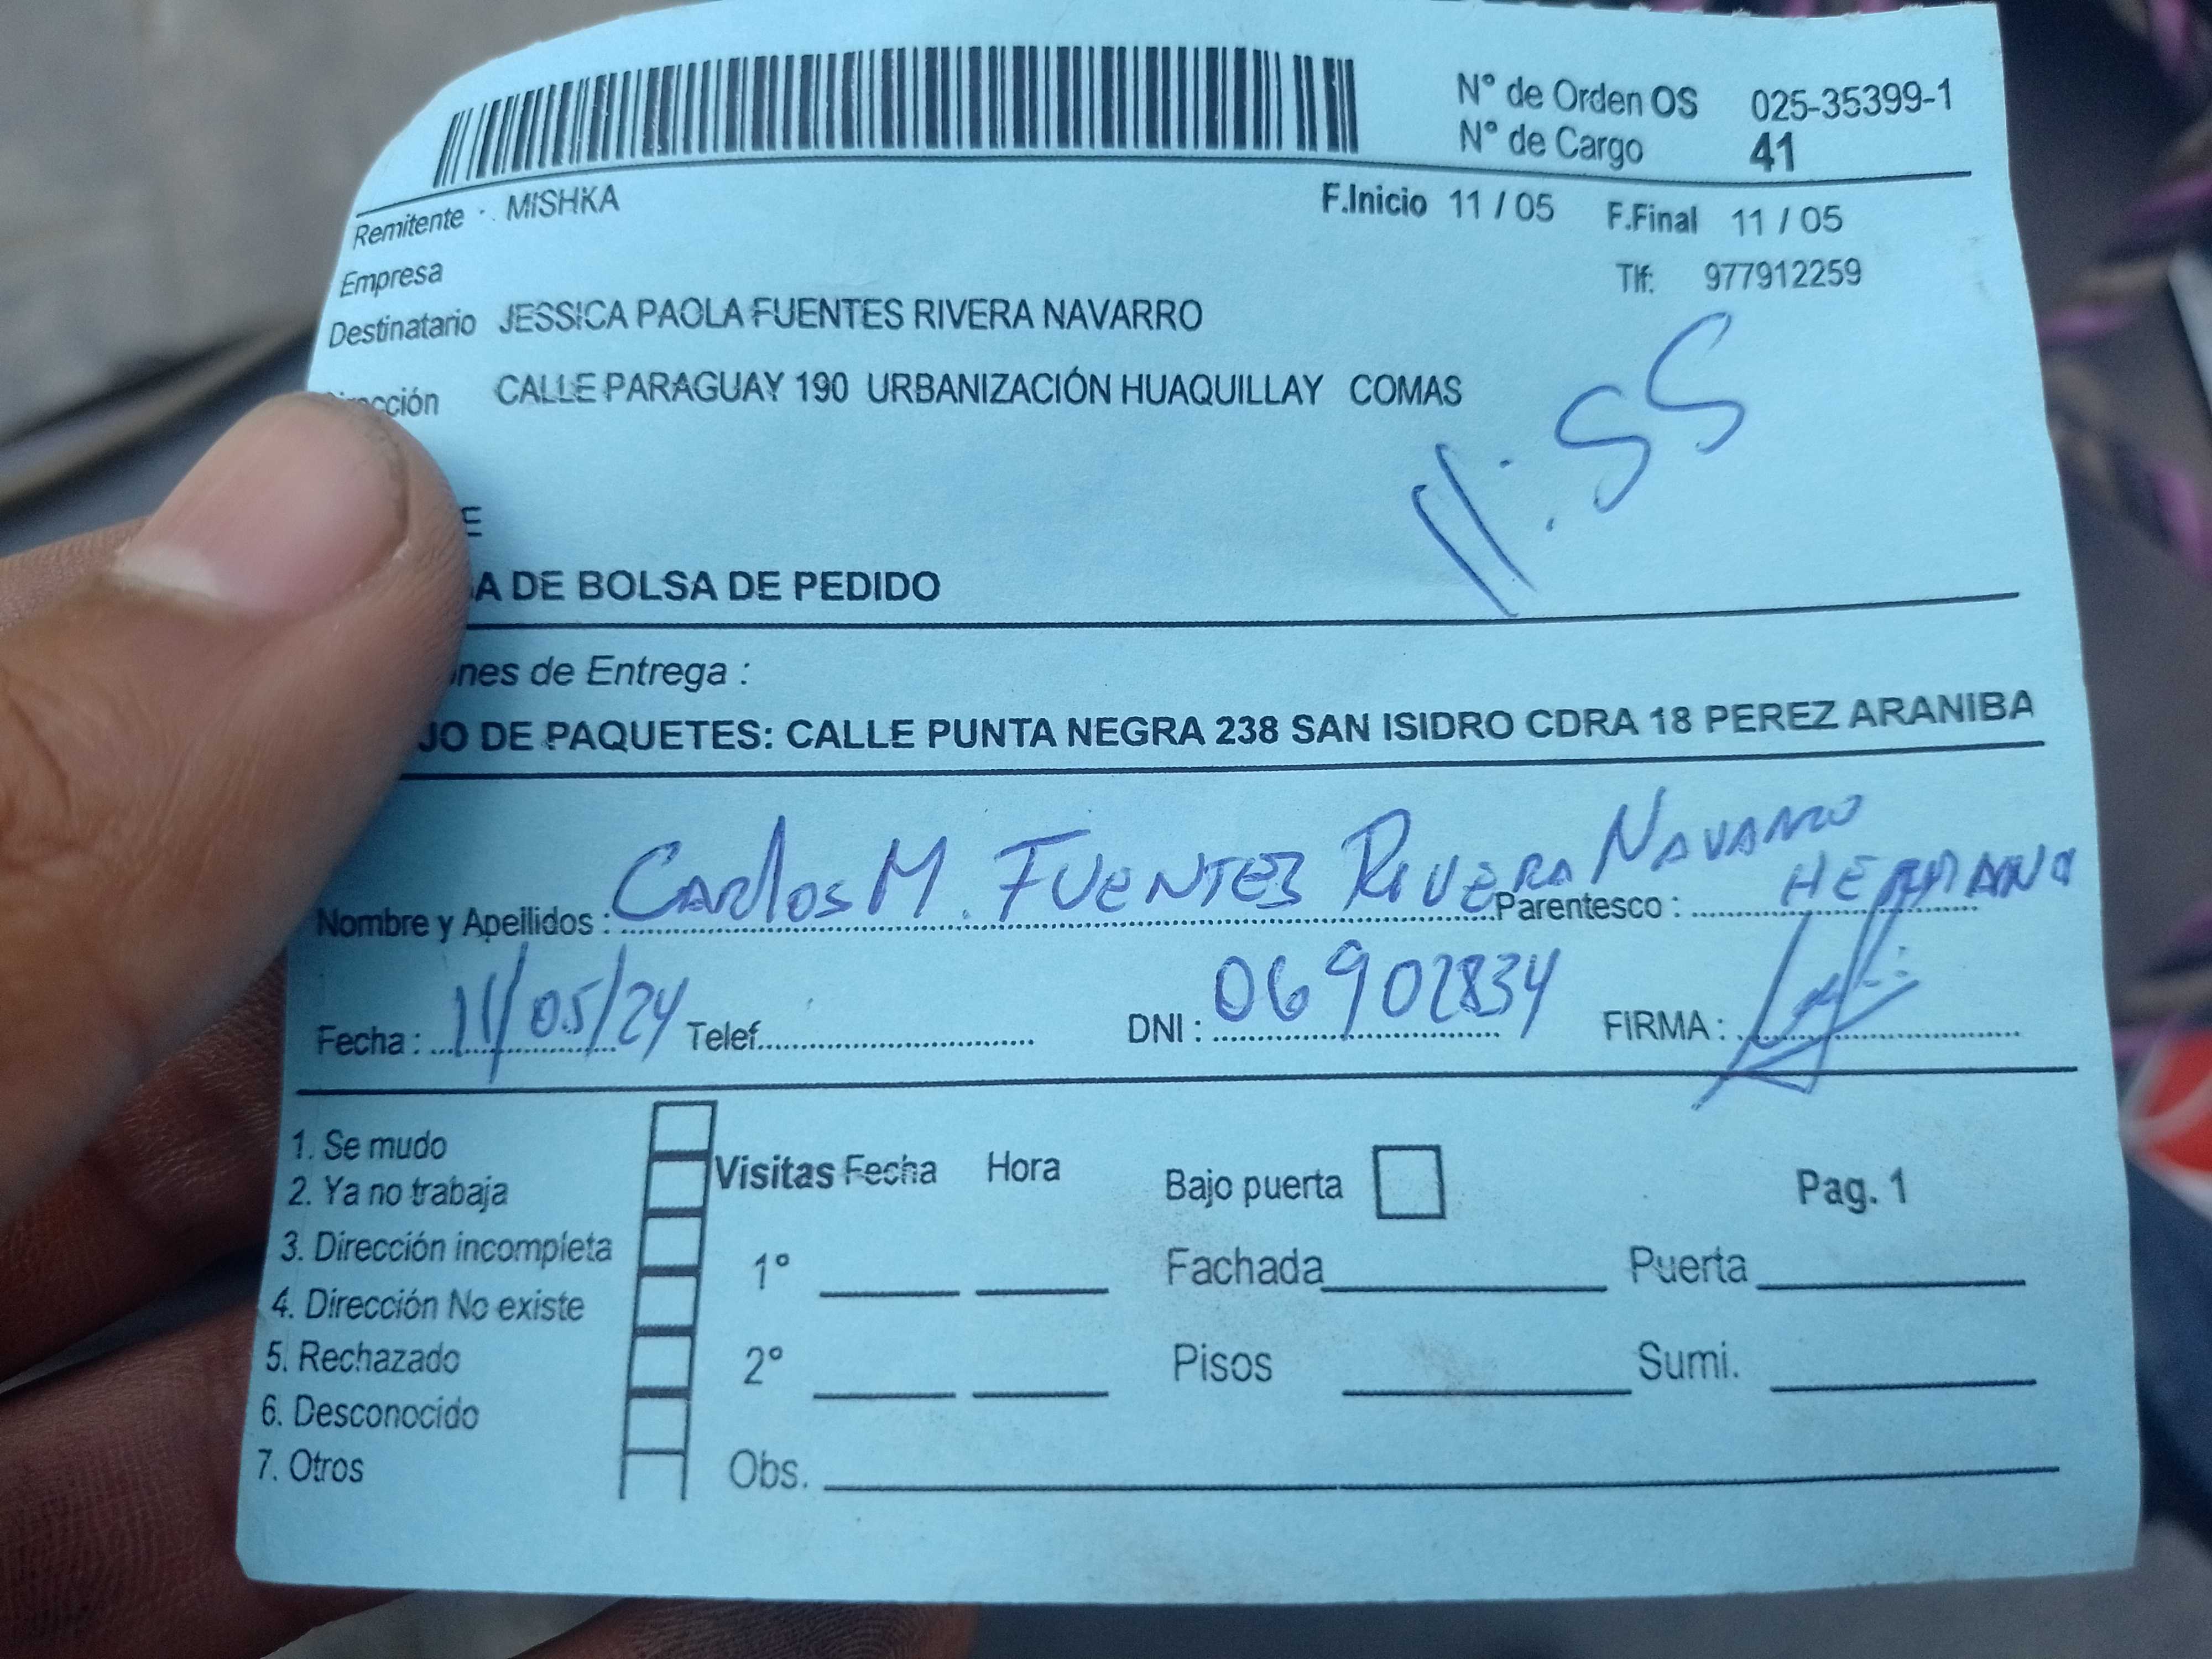 N° de Orden OS 025-35399-1
N° de Cargo 41
Remitente MISHKA F.Inicio 11 / 05 F.Final 11 / 05
Empresa Tlf: 977912259
Destinatario JESSICA PAOLA FUENTES RIVERA NAVARRO
CALLE PARAGUAY 190 URBANIZACIÓN HUAQUILLAY COMAS
11:55
DE BOLSA DE PEDIDO
de Entrega :
DE PAQUETES: CALLE PUNTA NEGRA 238 SAN ISIDRO CDRA 18 PEREZ ARANIBA
Nombre y Apellidos : Carlos M. FUENTES RIVERA NAVARRO Parentesco :
Fecha : 11/05/24 Telef. DNI : 06902834 FIRMA :
1. Se mudo
2. Ya no trabaja
3. Dirección incompleta
4. Dirección No existe
5. Rechazado
6. Desconocido
7. Otros
Visitas Fecha Hora
1°
2°
Obs.
Bajo puerta Pag. 1
Fachada Puerta
Pisos Sumi.